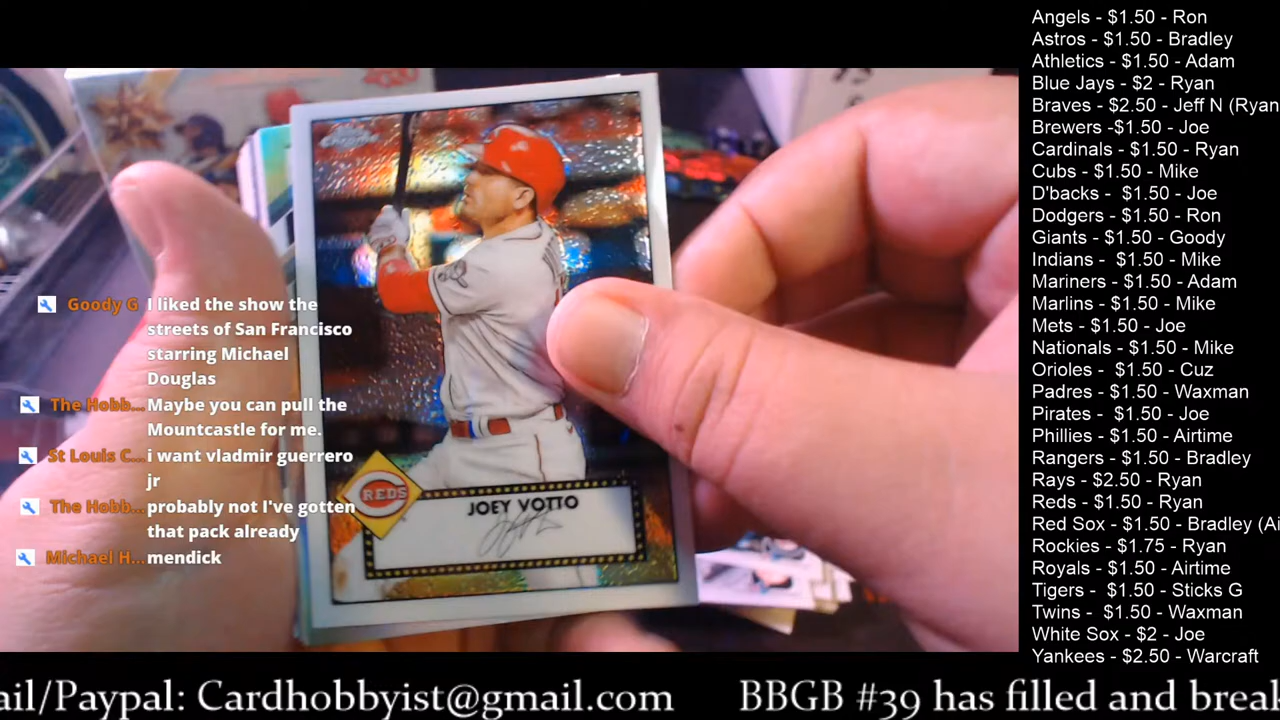 Angels - $1.50 - Ron
Astros - $1.50 - Bradley
Athletics - $1.50 - Adam
Blue Jays - $2 - Ryan
Braves - $2.50 - Jeff N (Ryan
Brewers -$1.50 - Joe
Cardinals - $1.50 - Ryan
Cubs - $1.50 - Mike
D'backs - $1.50 - Joe
Dodgers - $1.50 - Ron
Giants - $1.50 - Goody
Indians - $1.50 - Mike
Mariners - $1.50 - Adam
Marlins - $1.50 - Mike
Mets - $1.50 - Joe
Nationals - $1.50 - Mike
Orioles - $1.50 - Cuz
Padres - $1.50 - Waxman
Pirates - $1.50 - Joe
Phillies - $1.50 - Airtime
Rangers - $1.50 - Bradley
Rays - $2.50 - Ryan
Reds - $1.50 - Ryan
Red Sox - $1.50 - Bradley (Ai
Rockies - $1.75 - Ryan
Royals - $1.50 - Airtime
Tigers - $1.50 - Sticks G
Twins - $1.50 - Waxman
White Sox - $2 - Joe
Yankees - $2.50 - Warcraft
Goody G I liked the show the
streets of San Francisco
starring Michael
Douglas
The Hobb... Maybe you can pull the
Mountcastle for me.
St Louis C... i want vladmir guerrero
jr
The Hobb... probably not I've gotten
that pack already
Michael H... mendick
REDS
JOEY VOTTO
ail/Paypal: Cardhobbyist@gmail.com BBGB #39 has filled and break